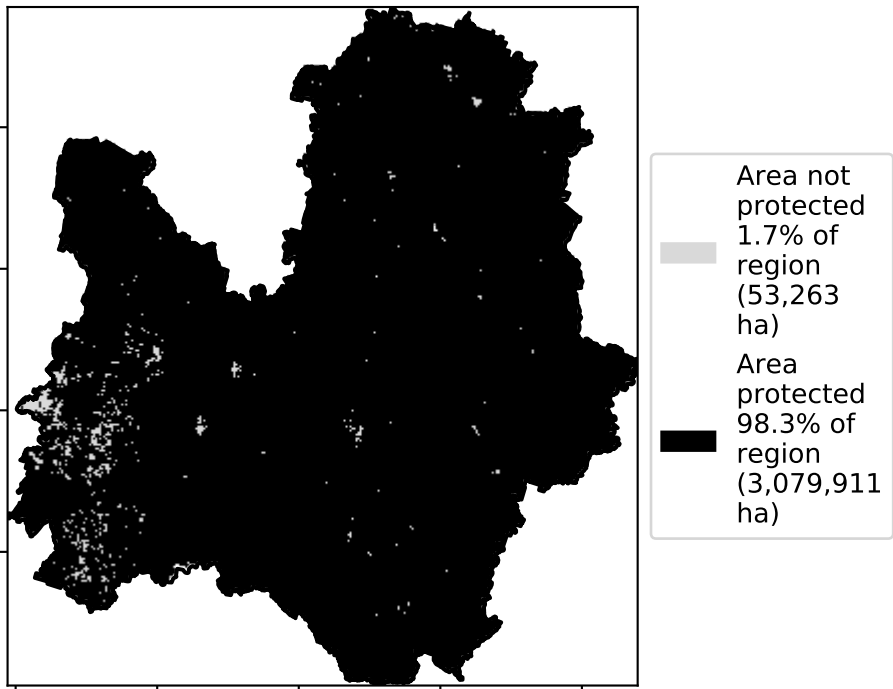 Area not
protected
1.7% of
region
(53,263
ha)
Area
protected
98.3% of
region
(3,079,911
ha)